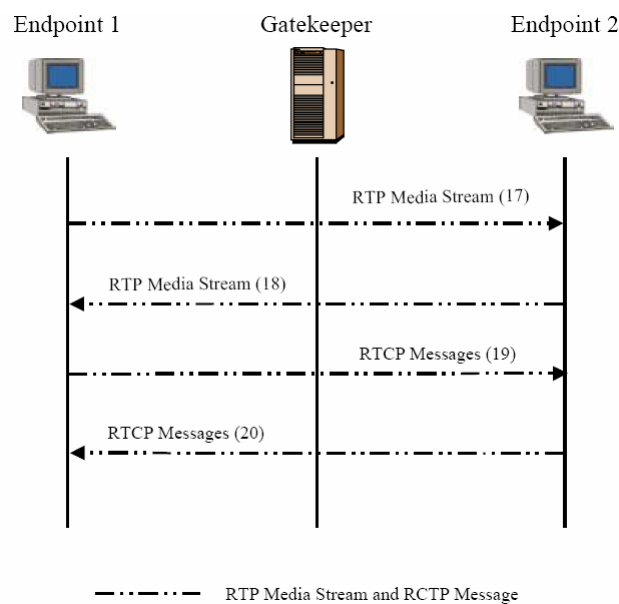 Endpoint 1
Gatekeeper
Endpoint 2
RTP Media Stream (17)
RTP Media Stream (18)
RTCP Messages (19)
RTCP Messages (20)
RTP Media Stream and RCTP Message